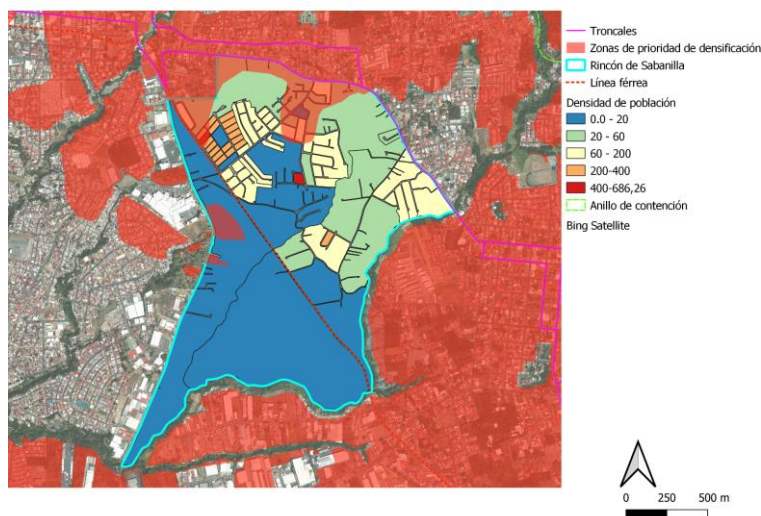 Troncales
Zonas de prioridad de densificación
Rincón de Sabanilla
Línea férrea
Densidad de población
0.0 - 20
20 - 60
60 - 200
200-400
400-686,26
Anillo de contención
Bing Satellite
0 250 500 m